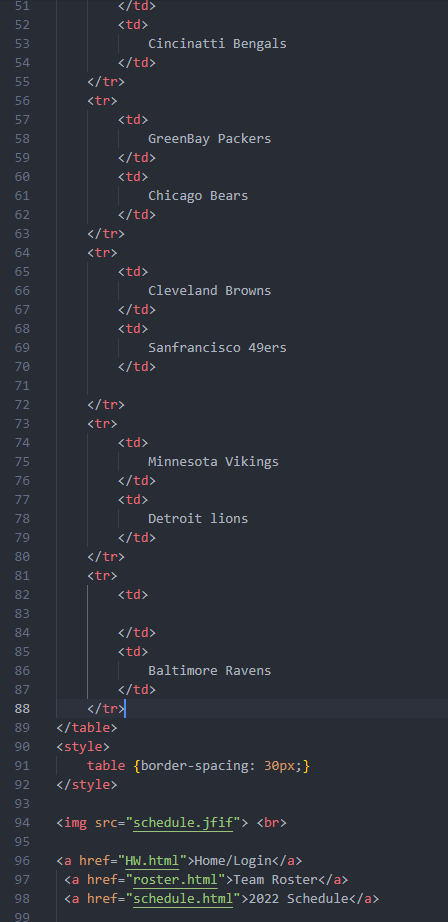 51 </td>
52 <td>
53 Cincinatti Bengals
54 </td>
55 </tr>
56 <tr>
57 <td>
58 GreenBay Packers
59 </td>
60 <td>
61 Chicago Bears
62 </td>
63 </tr>
64 <tr>
65 <td>
66 Cleveland Browns
67 </td>
68 <td>
69 Sanfrancisco 49ers
70 </td>
71
72 </tr>
73 <tr>
74 <td>
75 Minnesota Vikings
76 </td>
77 <td>
78 Detroit lions
79 </td>
80 </tr>
81 <tr>
82 <td>
83
84 </td>
85 <td>
86 Baltimore Ravens
87 </td>
88 </tr>
89 </table>
90 <style>
91 table {border-spacing: 30px;}
92 </style>
93
94 <img src="schedule.jfif"> <br>
95
96 <a href="HW.html">Home/Login</a>
97 <a href="roster.html">Team Roster</a>
98 <a href="schedule.html">2022 Schedule</a>
99